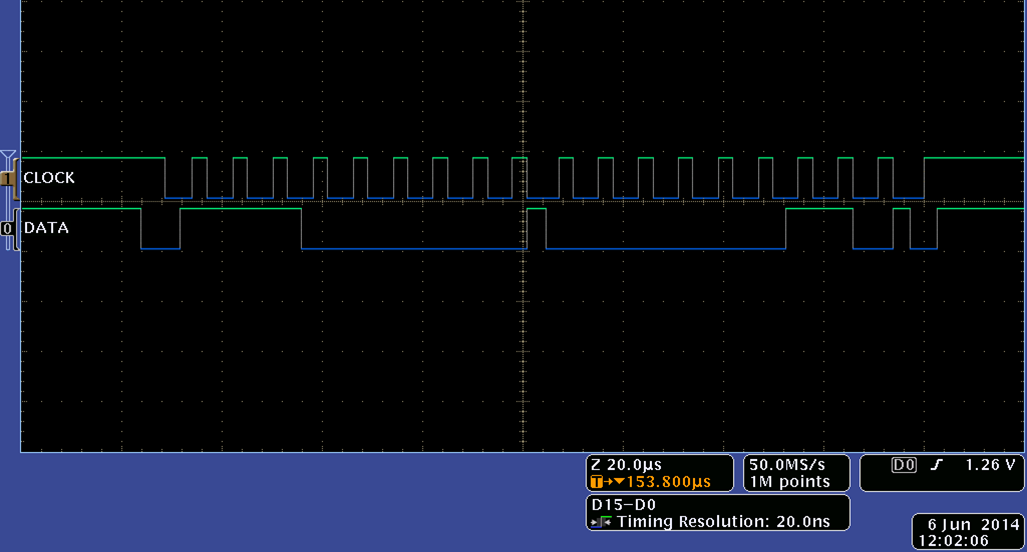 1
CLOCK
0
DATA
Z 20.0µs
T→▼153.800µs
50.0MS/s
1M points
D0 1.26 V
D15-D0
Timing Resolution: 20.0ns
6 Jun 2014
12:02:06